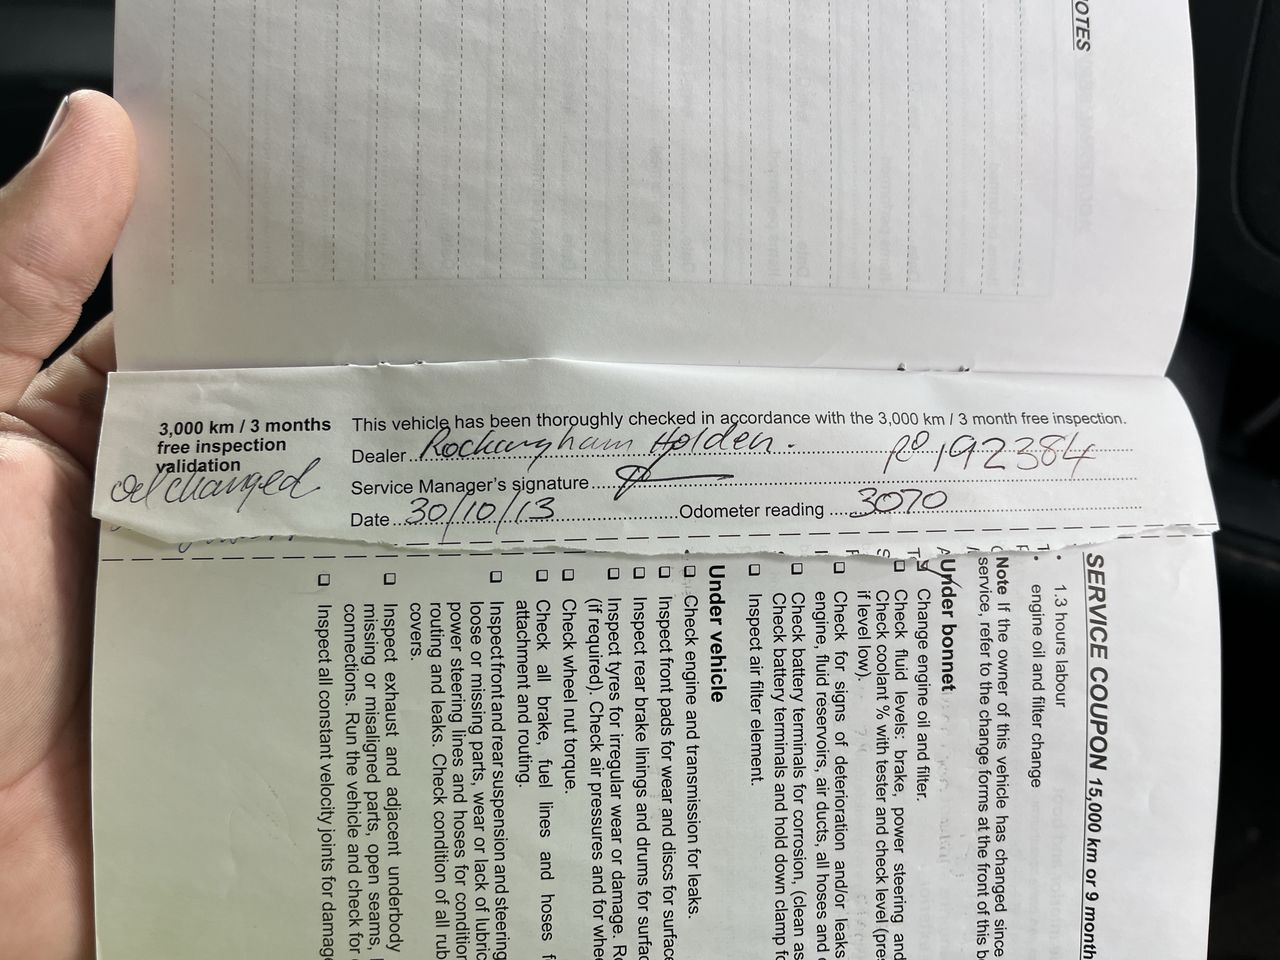 NOTES
3,000 km / 3 months
free inspection
validation
Oil changed
This vehicle has been thoroughly checked in accordance with the 3,000 km / 3 month free inspection.
Dealer Rockingham Holden. RO 192384
Service Manager's signature
Date 30/10/13 Odometer reading 3070
SERVICE COUPON 15,000 km or 9 month
• 1.3 hours labour
• engine oil and filter change
Note If the owner of this vehicle has changed since
service, refer to the change forms at the front of this b
Under bonnet
Change engine oil and filter.
❑ Check fluid levels: brake, power steering and
Check coolant % with tester and check level (pres
if level low).
❑ Check for signs of deterioration and/or leaks
engine, fluid reservoirs, air ducts, all hoses and
❑ Check battery terminals for corrosion, (clean as
Check battery terminals and hold down clamp fo
❑ Inspect air filter element.
Under vehicle
❑ Check engine and transmission for leaks.
❑ Inspect front pads for wear and discs for surface
❑ Inspect rear brake linings and drums for surfac
❑ Inspect tyres for irregular wear or damage. Ro
(if required), Check air pressures and for whee
❑ Check wheel nut torque.
❑ Check all brake, fuel lines and hoses f
attachment and routing.
❑ Inspect front and rear suspension and steering
loose or missing parts, wear or lack of lubric
power steering lines and hoses for condition
routing and leaks. Check condition of all rub
covers.
❑ Inspect exhaust and adjacent underbody
missing or misaligned parts, open seams,
connections. Run the vehicle and check for
❑ Inspect all constant velocity joints for damage